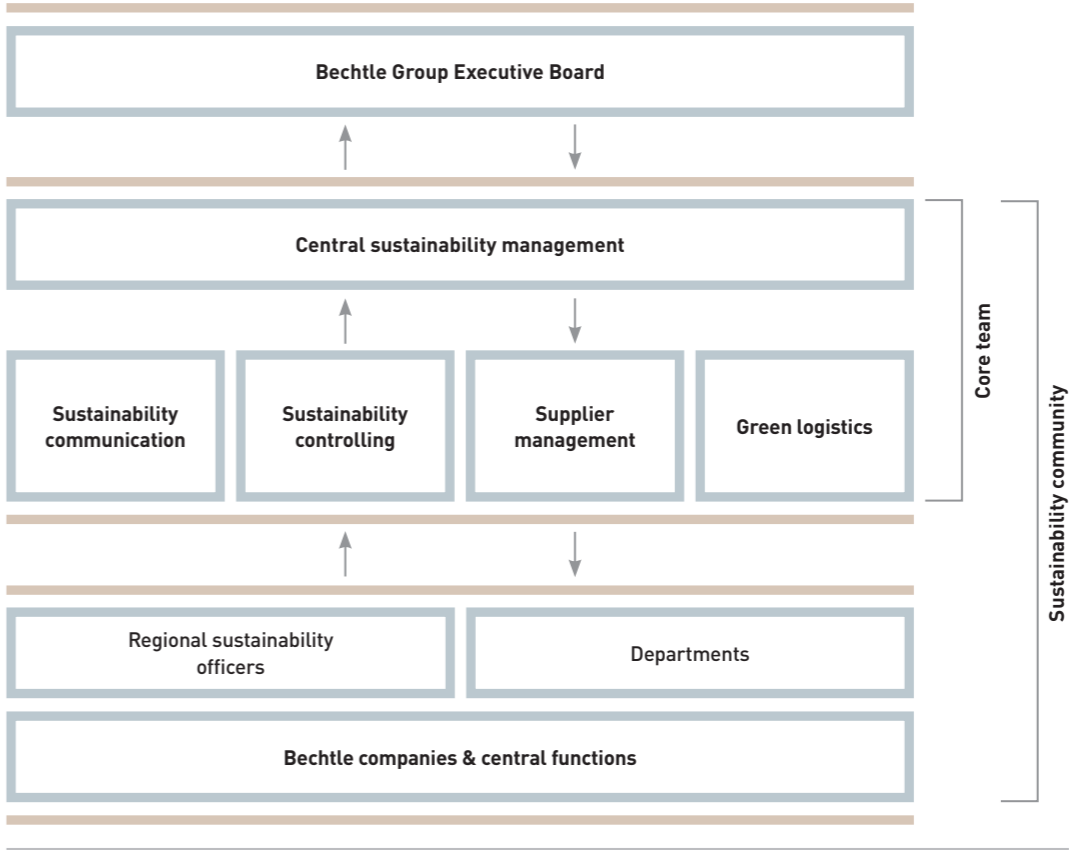 Bechtle Group Executive Board
Central sustainability management
Sustainability
communication
Sustainability
controlling
Supplier
management
Green logistics
Core team
Sustainability community
Regional sustainability
officers
Departments
Bechtle companies & central functions